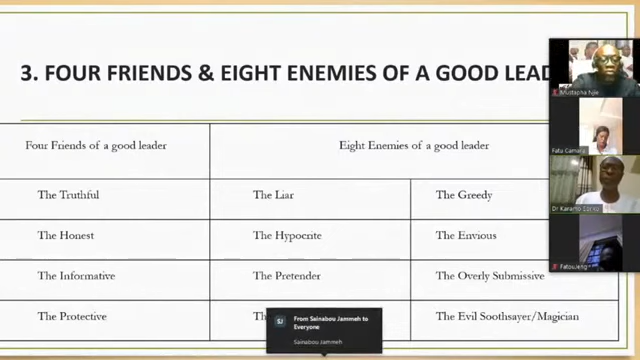 3. FOUR FRIENDS & EIGHT ENEMIES OF A GOOD
Four Friends of a good leader
Eight Enemies of a good leader
The Truthful
The Liar
The Greedy
The Honest
The Hypocrite
The Envious
The Informative
The Pretender
The Overly Submissive
The Protective
The Evil Soothsayer/Magician
Mustapha Njie
Fatu Camara
Dr Karamo
SJ
From Sainabou Jammeh to
Everyone
Sainabou Jammeh